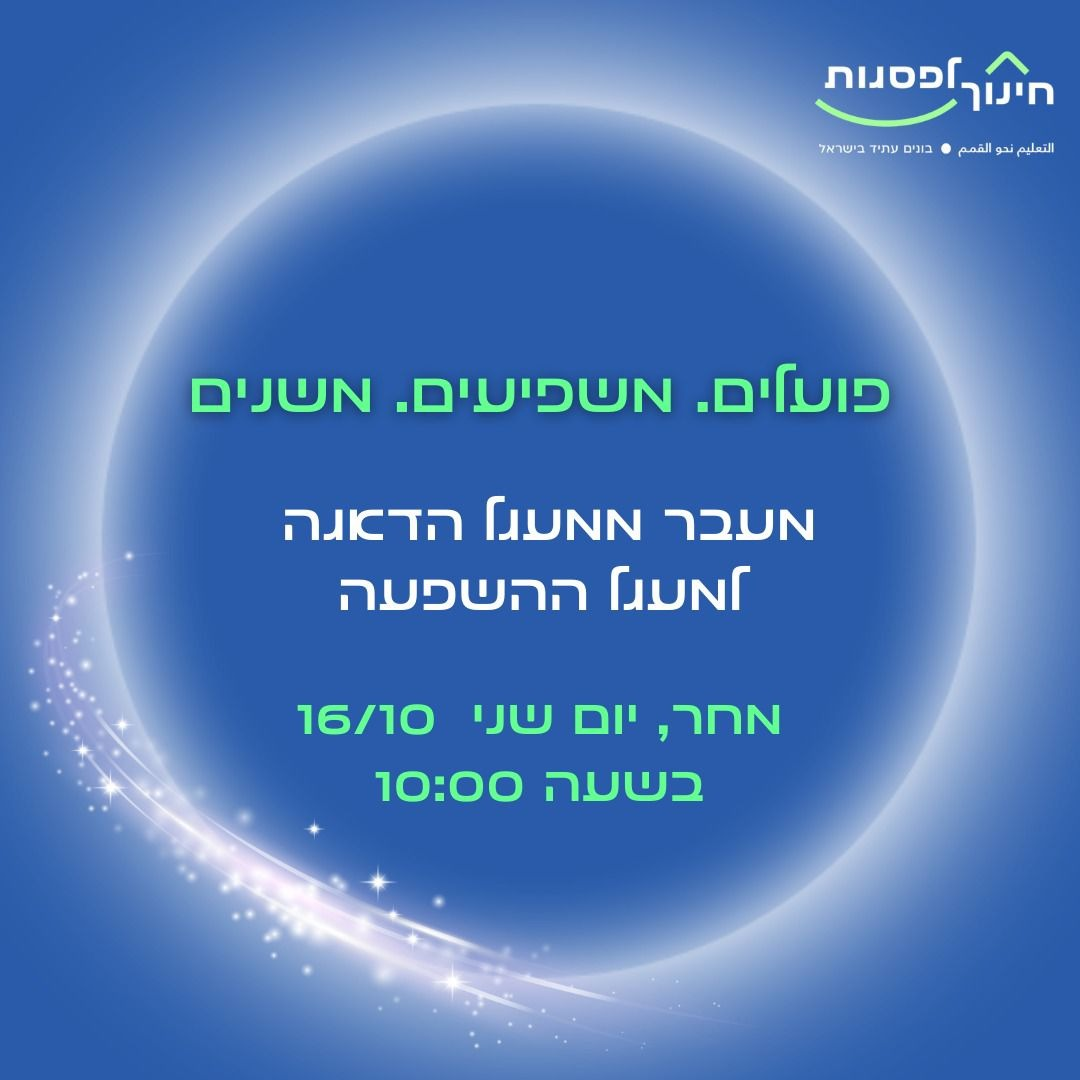 חינוך לפסגות
التعليم نحو القمم ● בונים עתיד בישראל
פועלים. משפיעים. משנים
מעבר ממעגל הדאגה
למעגל ההשפעה
מחר, יום שני 16/10
בשעה 10:00